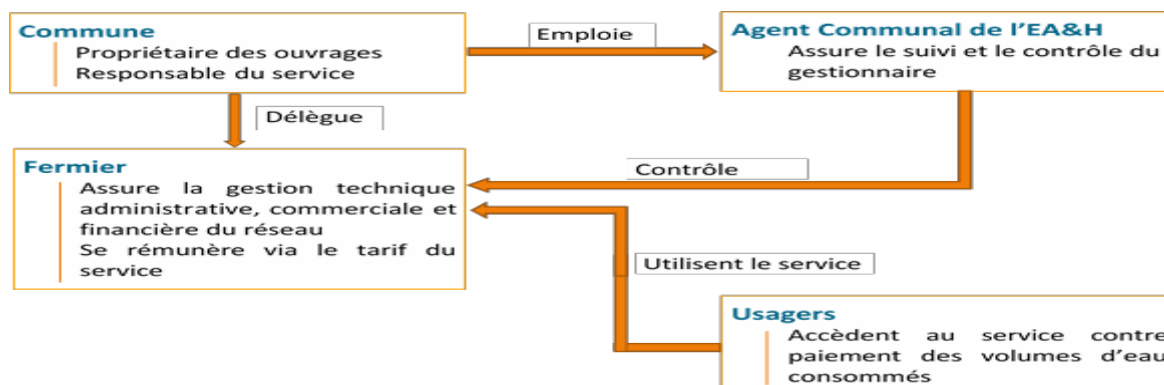 Commune
Propriétaire des ouvrages
Responsable du service
Emploie
Agent Communal de l'EA&H
Assure le suivi et le contrôle du
gestionnaire
Délègue
Fermier
Assure la gestion technique
administrative, commerciale et
financière du réseau
Se rémunère via le tarif du
service
Contrôle
Utilisent le service
Usagers
Accèdent au service contre
paiement des volumes d'eau
consommés